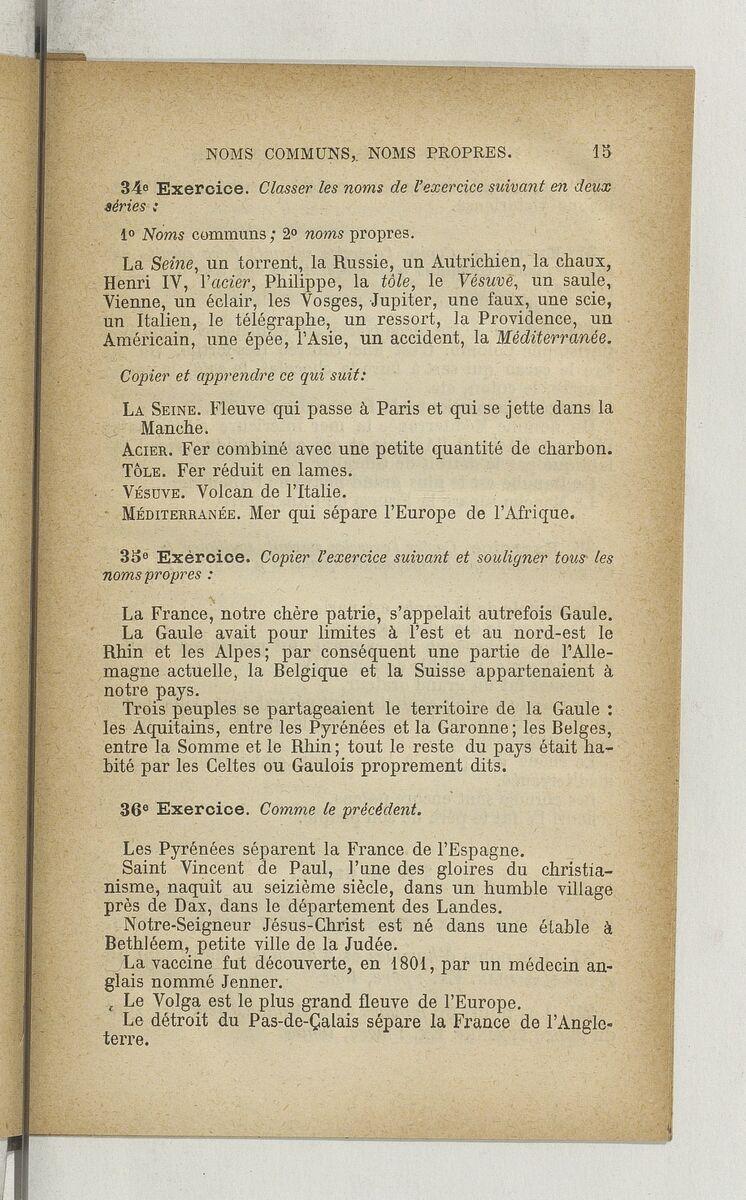 NOMS COMMUNS, NOMS PROPRES. 15
34e Exercice. Classer les noms de l'exercice suivant en deux
séries :
1o Noms communs ; 2o noms propres.
La Seine, un torrent, la Russie, un Autrichien, la chaux,
Henri IV, l'acier, Philippe, la tôle, le Vésuve, un saule,
Vienne, un éclair, les Vosges, Jupiter, une faux, une scie,
un Italien, le télégraphe, un ressort, la Providence, un
Américain, une épée, l'Asie, un accident, la Méditerranée.
Copier et apprendre ce qui suit :
LA SEINE. Fleuve qui passe à Paris et qui se jette dans la
Manche.
ACIER. Fer combiné avec une petite quantité de charbon.
TÔLE. Fer réduit en lames.
VÉSUVE. Volcan de l'Italie.
MÉDITERRANÉE. Mer qui sépare l'Europe de l'Afrique.
35e Exercice. Copier l'exercice suivant et souligner tous les
noms propres :
La France, notre chère patrie, s'appelait autrefois Gaule.
La Gaule avait pour limites à l'est et au nord-est le
Rhin et les Alpes ; par conséquent une partie de l'Alle-
magne actuelle, la Belgique et la Suisse appartenaient à
notre pays.
Trois peuples se partageaient le territoire de la Gaule :
les Aquitains, entre les Pyrénées et la Garonne ; les Belges,
entre la Somme et le Rhin ; tout le reste du pays était ha-
bité par les Celtes ou Gaulois proprement dits.
36e Exercice. Comme le précédent.
Les Pyrénées séparent la France de l'Espagne.
Saint Vincent de Paul, l'une des gloires du christia-
nisme, naquit au seizième siècle, dans un humble village
près de Dax, dans le département des Landes.
Notre-Seigneur Jésus-Christ est né dans une étable à
Bethléem, petite ville de la Judée.
La vaccine fut découverte, en 1801, par un médecin an-
glais nommé Jenner.
Le Volga est le plus grand fleuve de l'Europe.
Le détroit du Pas-de-Çalais sépare la France de l'Angle-
terre.